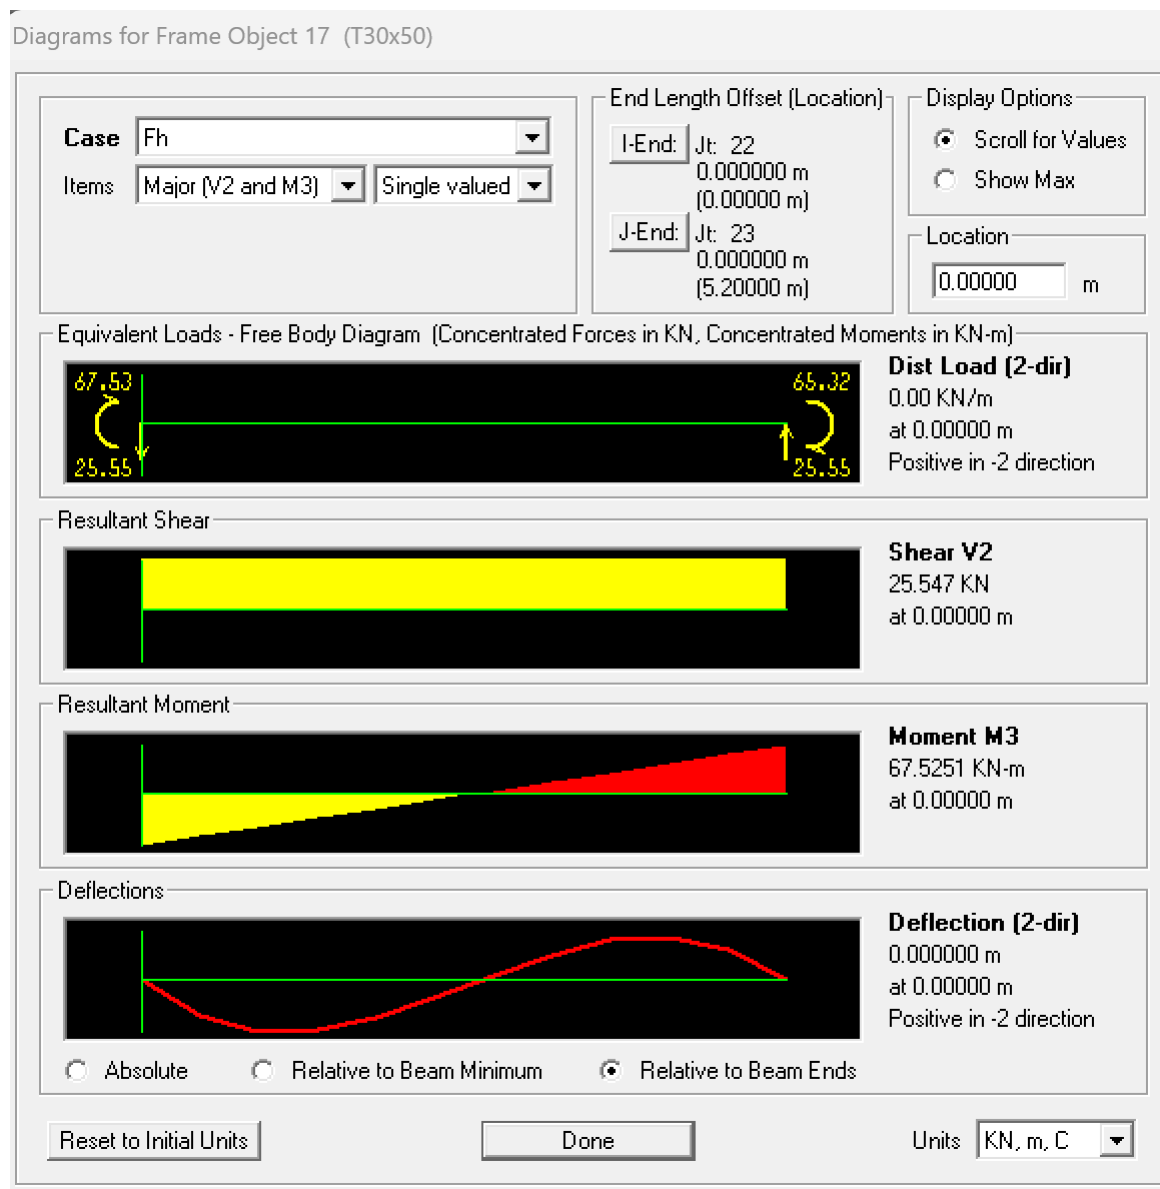 Diagrams for Frame Object 17 (T30x50)
Case Fh
Items Major (V2 and M3) Single valued
End Length Offset (Location)
I-End: Jt: 22
0.000000 m
(0.00000 m)
J-End: Jt: 23
0.000000 m
(5.20000 m)
Display Options
Scroll for Values
Show Max
Location
0.00000 m
Equivalent Loads - Free Body Diagram (Concentrated Forces in KN, Concentrated Moments in KN-m)
67.53 65.32
25.55 25.55
Dist Load (2-dir)
0.00 KN/m
at 0.00000 m
Positive in -2 direction
Resultant Shear
Shear V2
25.547 KN
at 0.00000 m
Resultant Moment
Moment M3
67.5251 KN-m
at 0.00000 m
Deflections
Deflection (2-dir)
0.000000 m
at 0.00000 m
Positive in -2 direction
Absolute Relative to Beam Minimum Relative to Beam Ends
Reset to Initial Units Done Units KN, m, C